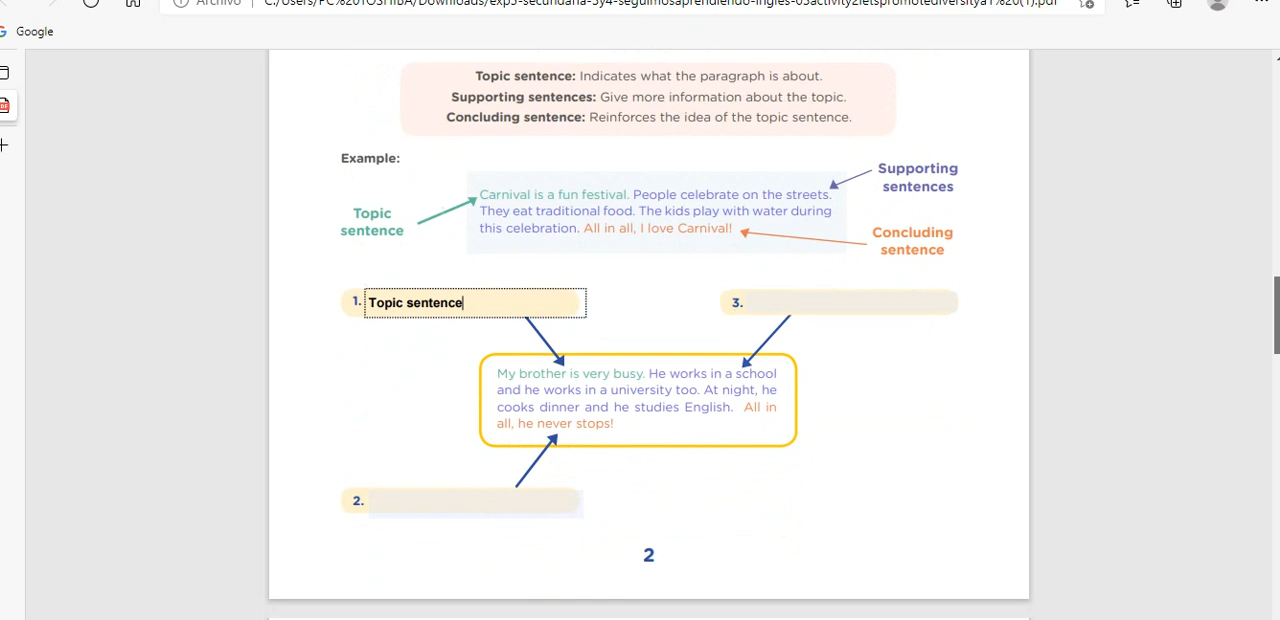 Archivo
Google
Topic sentence: Indicates what the paragraph is about.
Supporting sentences: Give more information about the topic.
Concluding sentence: Reinforces the idea of the topic sentence.
Example:
Supporting
sentences
Carnival is a fun festival. People celebrate on the streets.
They eat traditional food. The kids play with water during
this celebration. All in all, I love Carnival!
Topic
sentence
Concluding
sentence
1. Topic sentence
3.
My brother is very busy. He works in a school
and he works in a university too. At night, he
cooks dinner and he studies English. All in
all, he never stops!
2.
2